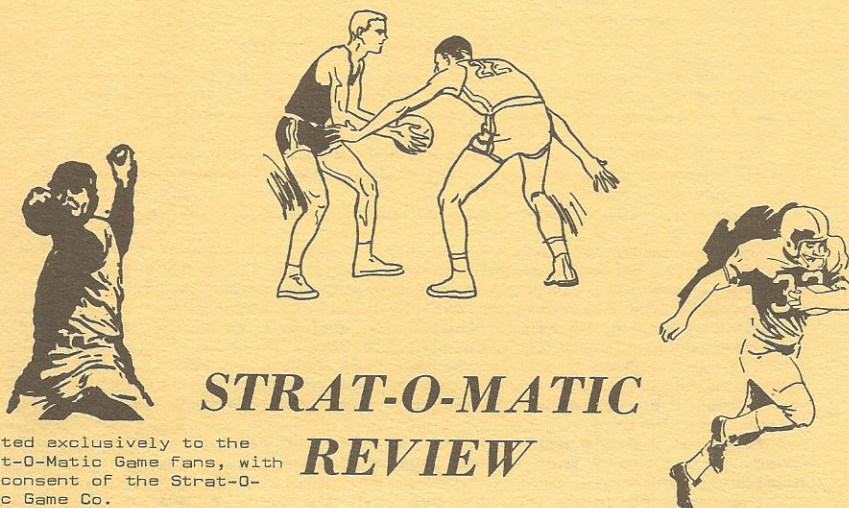 STRAT-O-MATIC
REVIEW
ted exclusively to the
t-O-Matic Game fans, with
consent of the Strat-O-
c Game Co.